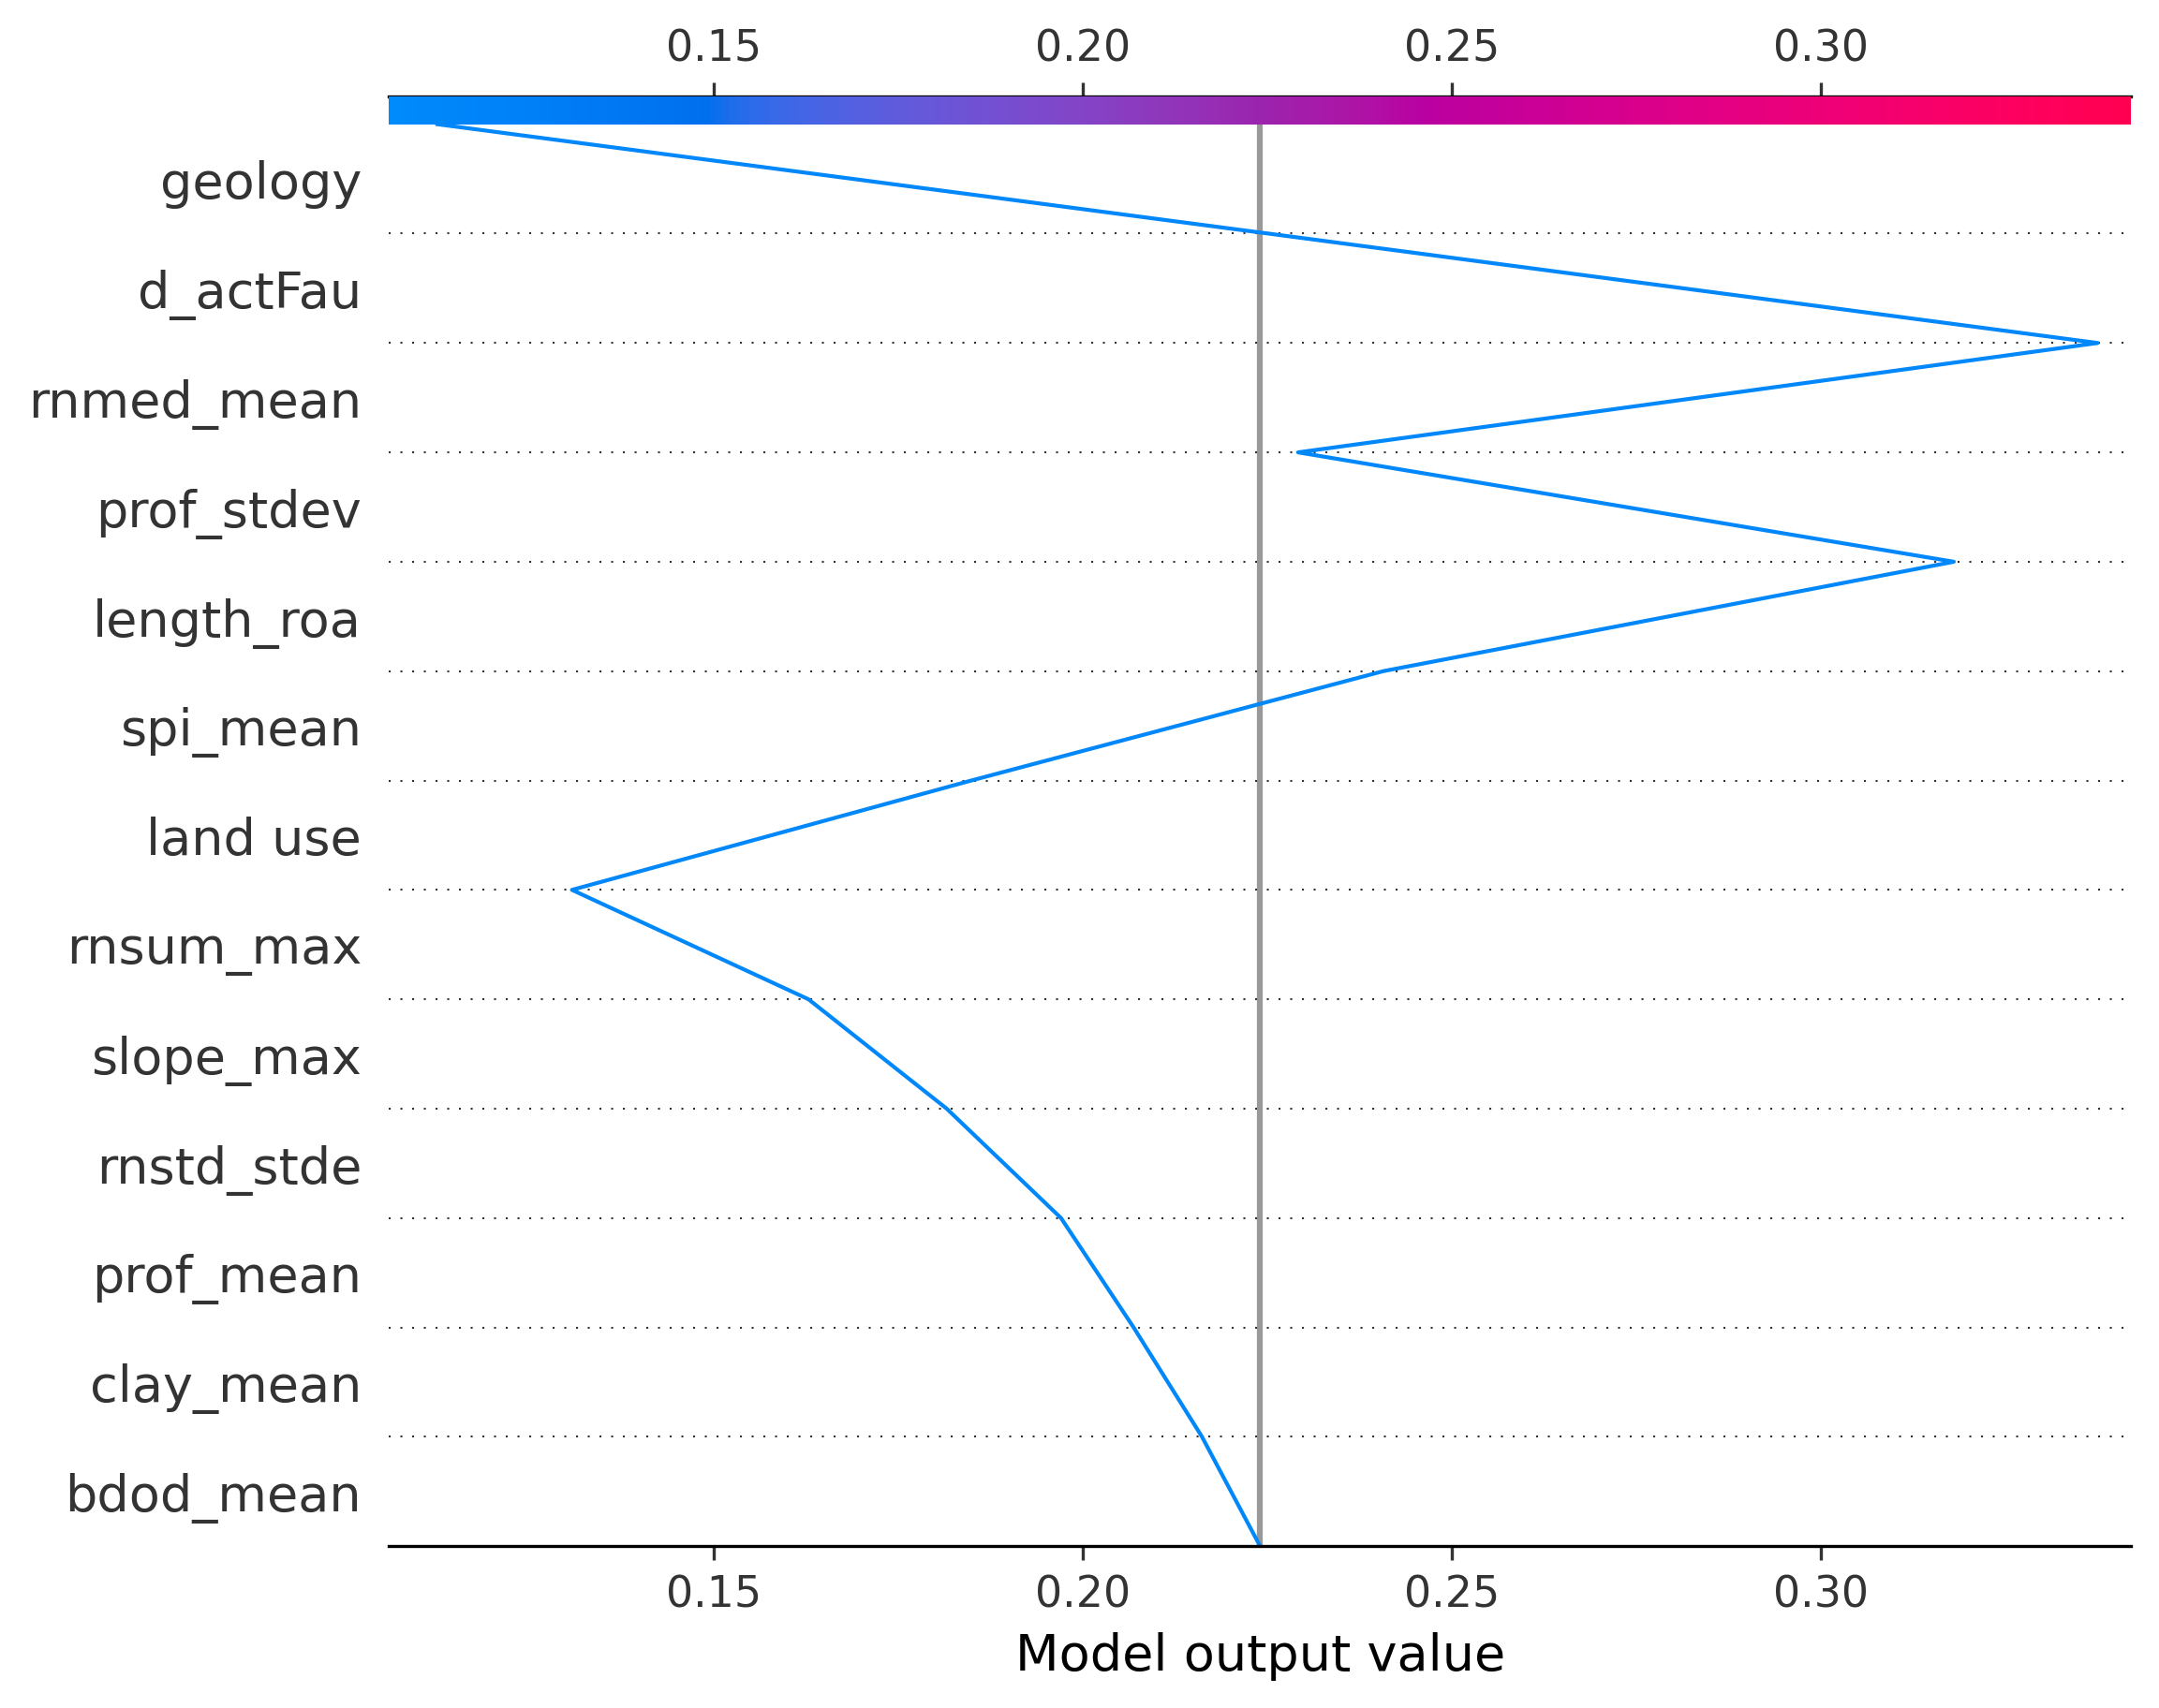 0.15 0.20 0.25 0.30
geology
d_actFau
rnmed_mean
prof_stdev
length_roa
spi_mean
land use
rnsum_max
slope_max
rnstd_stde
prof_mean
clay_mean
bdod_mean
0.15 0.20 0.25 0.30
Model output value